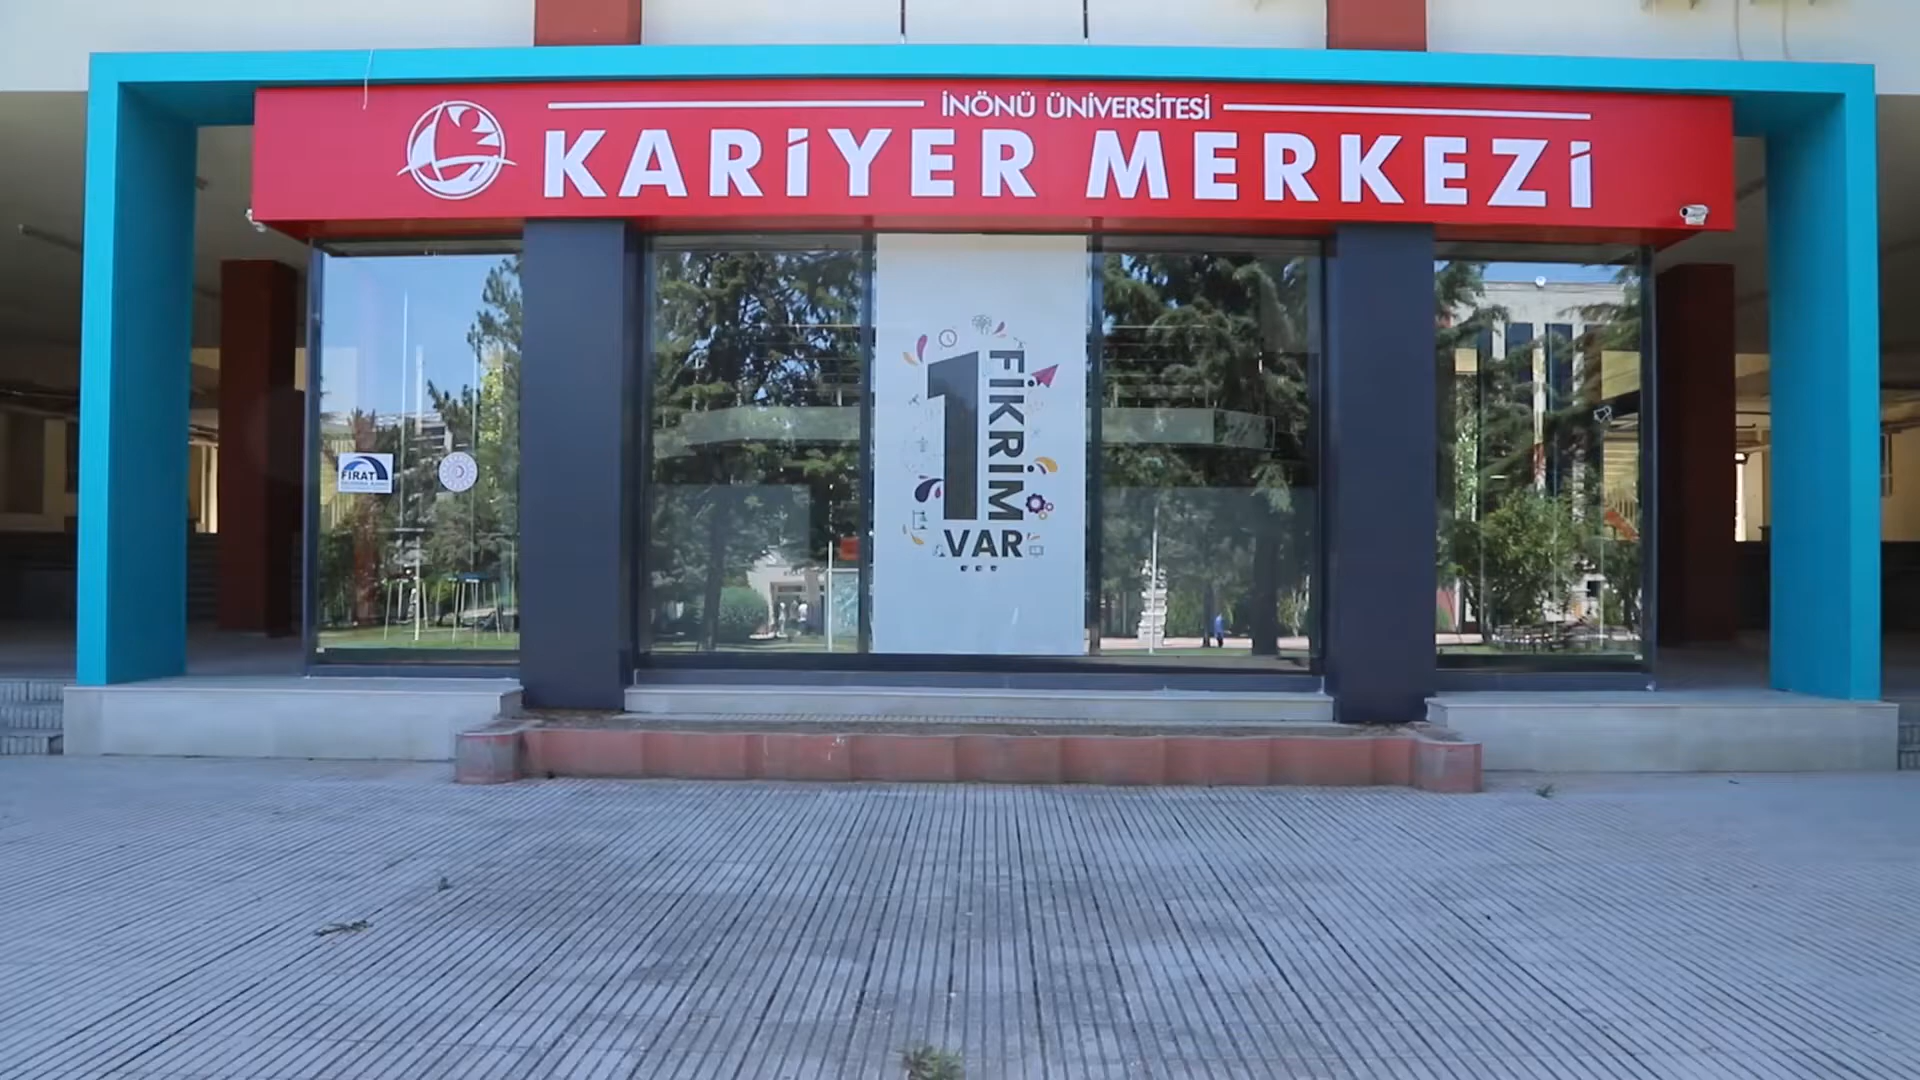 İNÖNÜ ÜNİVERSİTESİ
KARİYER MERKEZİ
1 FİKRİM
VAR
...
FIRAT